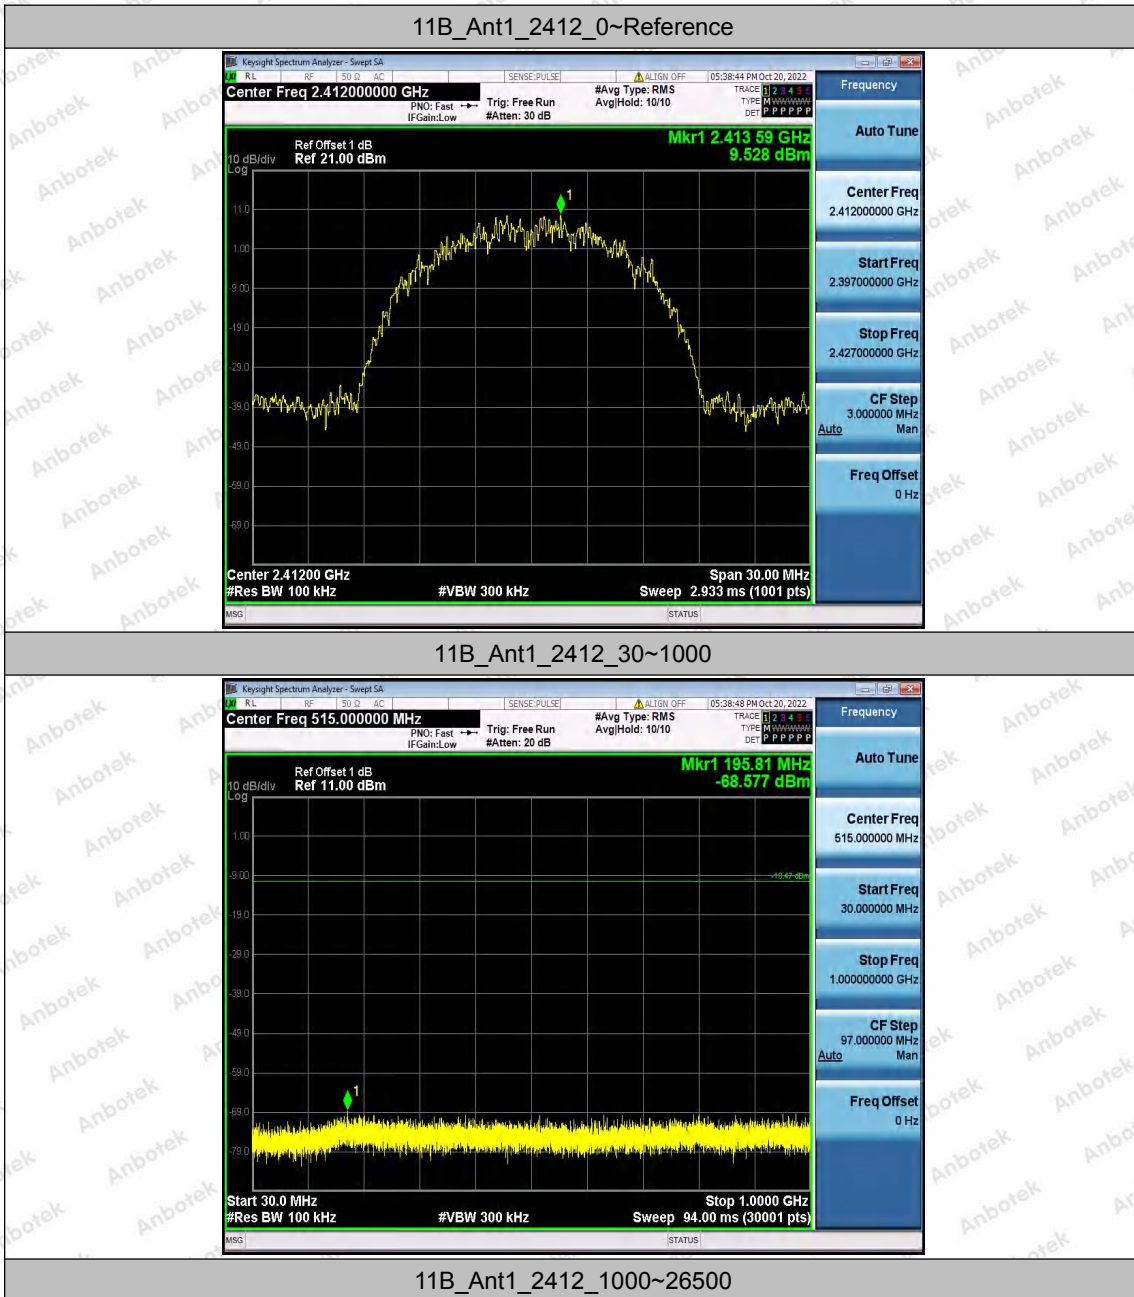 11B_Ant1_2412_0~Reference
Keysight Spectrum Analyzer - Swept SA
LXI RL RF 50 Ω AC SENSE:PULSE ALIGN OFF 05:38:44 PM Oct 20, 2022
Center Freq 2.412000000 GHz
PNO: Fast
IFGain:Low
Trig: Free Run
#Atten: 30 dB
#Avg Type: RMS
Avg|Hold: 10/10
TRACE 1 2 3 4 5 6
TYPE M WWWWW
DET P P P P P P
Frequency
Mkr1 2.413 59 GHz
9.528 dBm
Ref Offset 1 dB
10 dB/div Ref 21.00 dBm
Log
1
11.0
1.00
-9.00
-19.0
-29.0
-39.0
-49.0
-59.0
-69.0
Center 2.41200 GHz
Span 30.00 MHz
#Res BW 100 kHz
#VBW 300 kHz
Sweep 2.933 ms (1001 pts)
MSG
STATUS
Auto Tune
Center Freq
2.412000000 GHz
Start Freq
2.397000000 GHz
Stop Freq
2.427000000 GHz
CF Step
3.000000 MHz
Auto Man
Freq Offset
0 Hz
11B_Ant1_2412_30~1000
Keysight Spectrum Analyzer - Swept SA
LXI RL RF 50 Ω AC SENSE:PULSE ALIGN OFF 05:38:48 PM Oct 20, 2022
Center Freq 515.000000 MHz
PNO: Fast
IFGain:Low
Trig: Free Run
#Atten: 20 dB
#Avg Type: RMS
Avg|Hold: 10/10
TRACE 1 2 3 4 5 6
TYPE M WWWWW
DET P P P P P P
Frequency
Mkr1 195.81 MHz
-68.577 dBm
Ref Offset 1 dB
10 dB/div Ref 11.00 dBm
Log
1.00
-9.00
-10.47 dBm
-19.0
-29.0
-39.0
-49.0
-59.0
1
-69.0
-79.0
Start 30.0 MHz
Stop 1.0000 GHz
#Res BW 100 kHz
#VBW 300 kHz
Sweep 94.00 ms (30001 pts)
MSG
STATUS
Auto Tune
Center Freq
515.000000 MHz
Start Freq
30.000000 MHz
Stop Freq
1.000000000 GHz
CF Step
97.000000 MHz
Auto Man
Freq Offset
0 Hz
11B_Ant1_2412_1000~26500
Anbotek